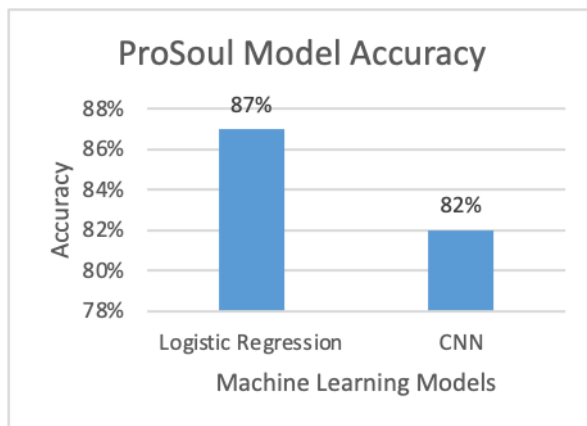 ProSoul Model Accuracy
88%
86%
84%
82%
80%
78%
Accuracy
87%
82%
Logistic Regression
CNN
Machine Learning Models